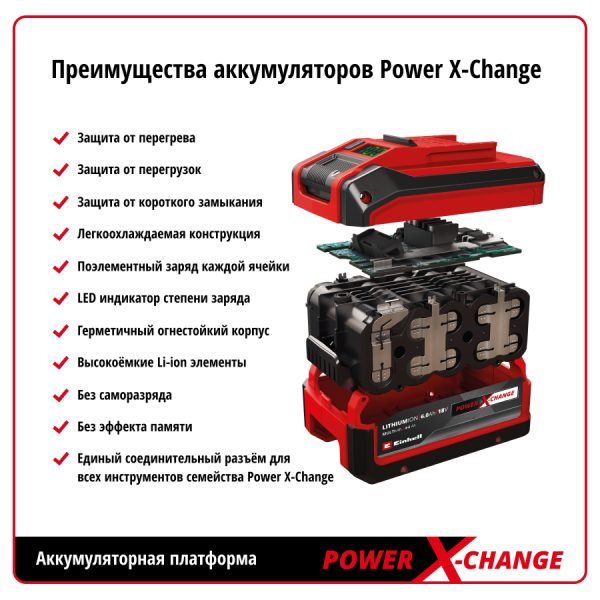 Преимущества аккумуляторов Power X-Change
Защита от перегрева
Защита от перегрузок
Защита от короткого замыкания
Легкоохлаждаемая конструкция
Поэлементный заряд каждой ячейки
LED индикатор степени заряда
Герметичный огнестойкий корпус
Высокоёмкие Li-ion элементы
Без саморазряда
Без эффекта памяти
Единый соединительный разъём для
всех инструментов семейства Power X-Change
POWER X-CHANGE
LITHIUM ION 6.0Ah 18V
Einhell
Аккумуляторная платформа
POWER X-CHANGE